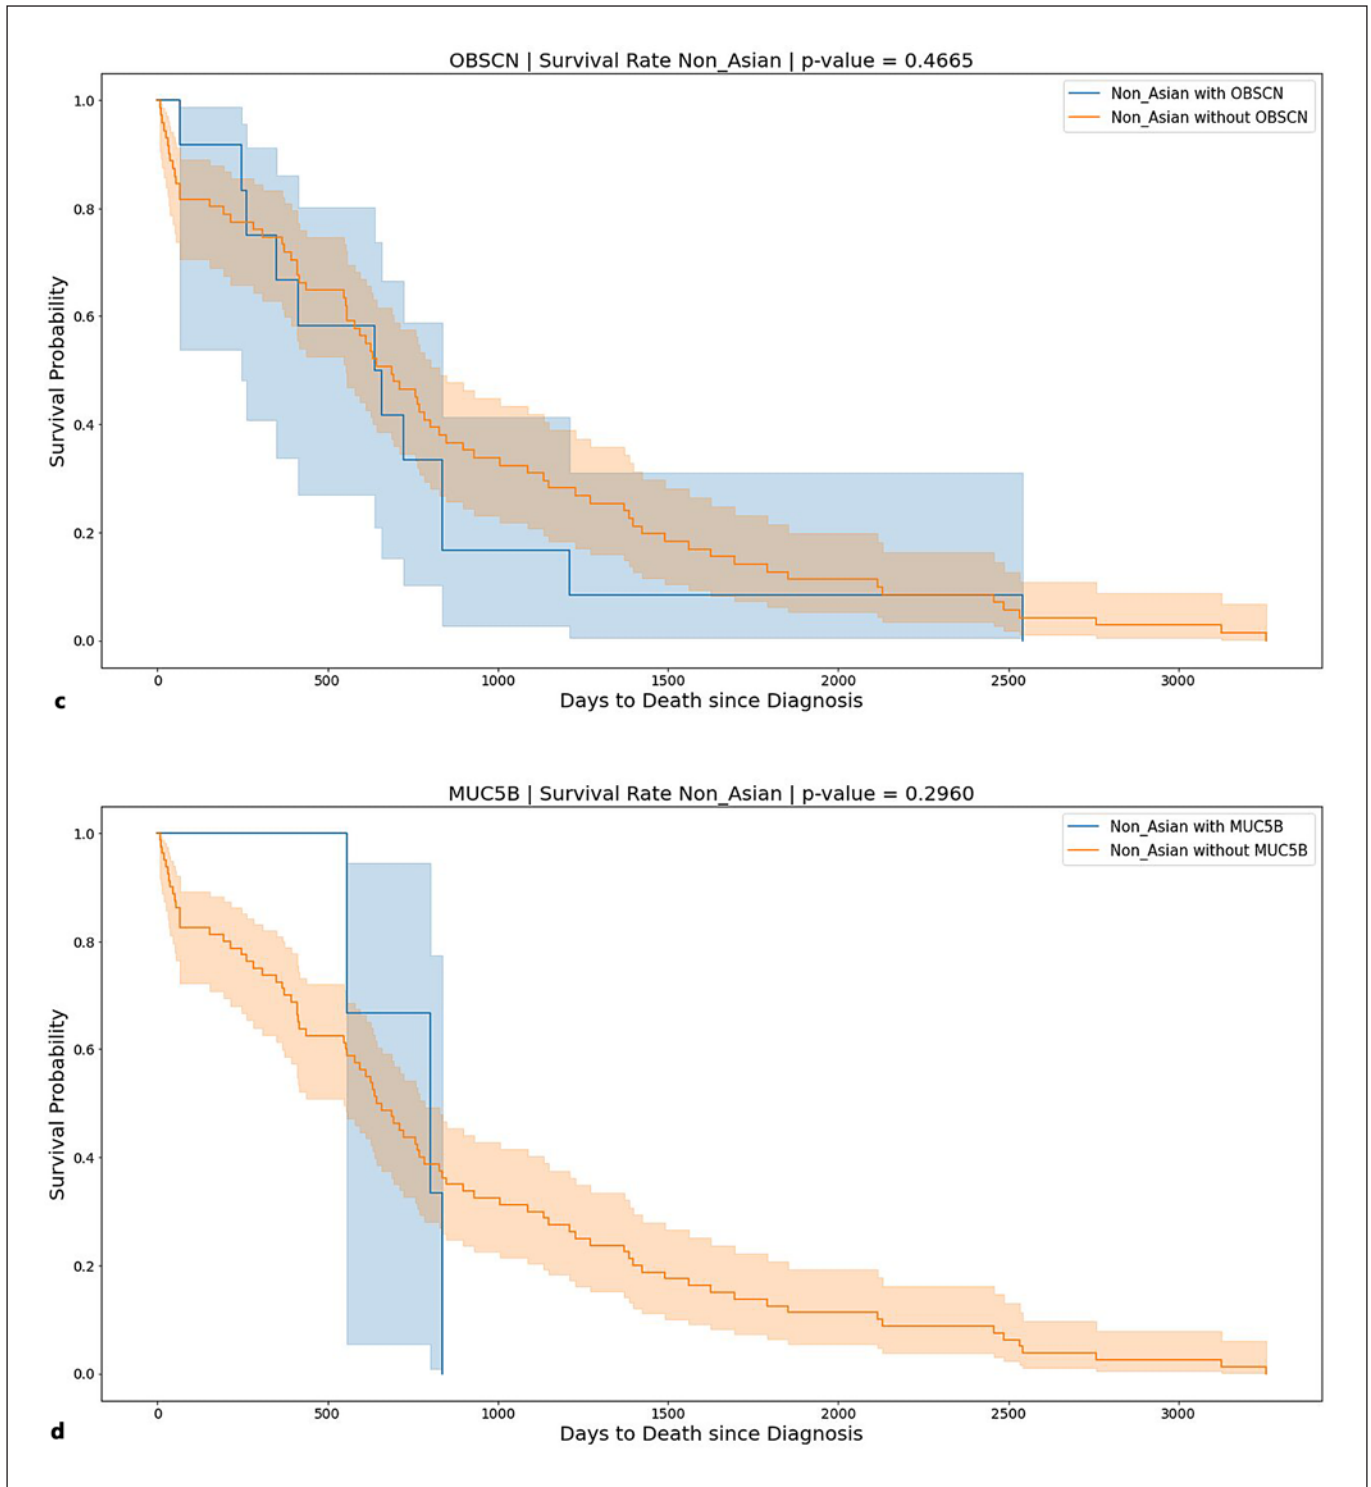 OBSCN | Survival Rate Non_Asian | p-value = 0.4665
Non_Asian with OBSCN
Non_Asian without OBSCN
1.0
0.8
0.6
0.4
0.2
0.0
Survival Probability
0 500 1000 1500 2000 2500 3000
Days to Death since Diagnosis
c
MUC5B | Survival Rate Non_Asian | p-value = 0.2960
Non_Asian with MUC5B
Non_Asian without MUC5B
1.0
0.8
0.6
0.4
0.2
0.0
Survival Probability
0 500 1000 1500 2000 2500 3000
Days to Death since Diagnosis
d